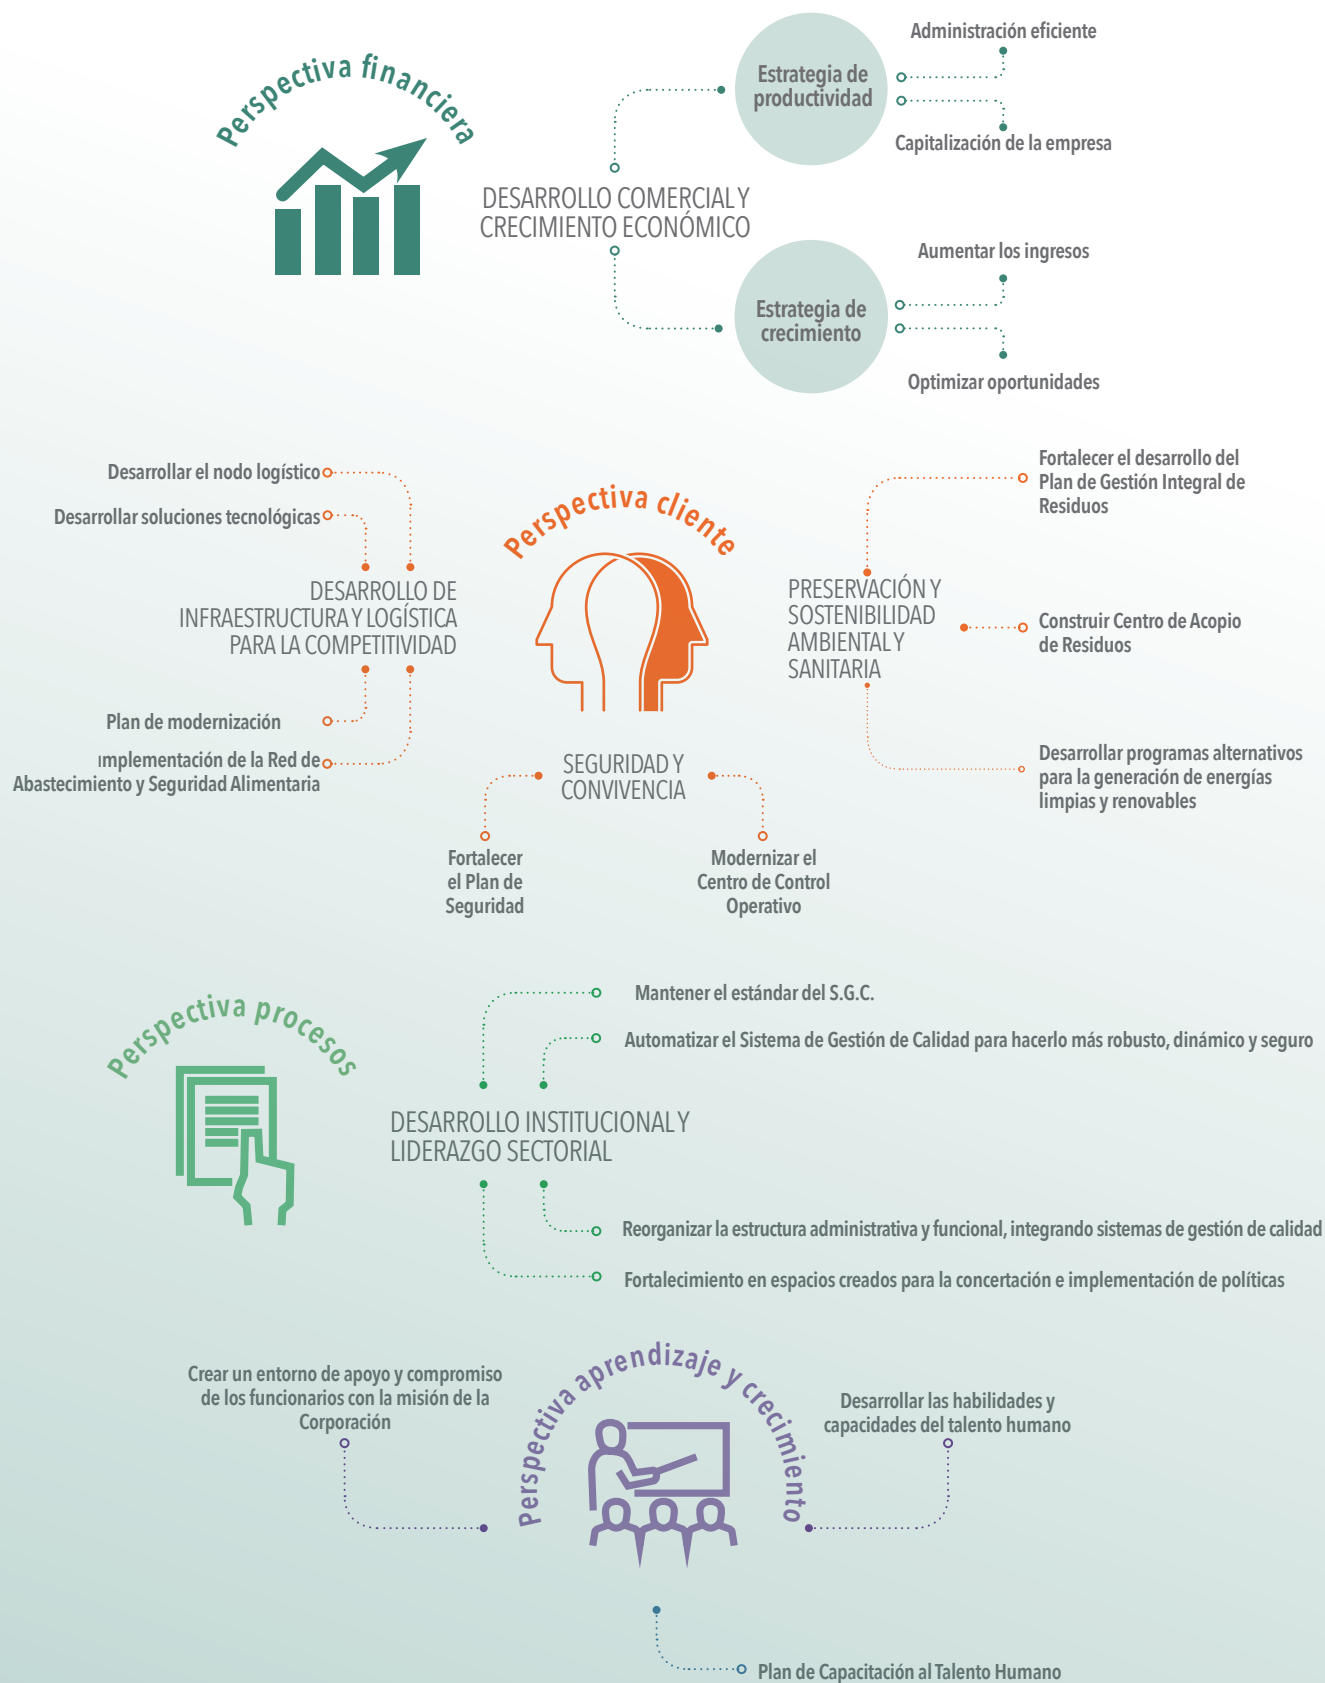 Perspectiva financiera
Estrategia de
productividad
Administración eficiente
Capitalización de la empresa
DESARROLLO COMERCIAL Y
CRECIMIENTO ECONÓMICO
Estrategia de
crecimiento
Aumentar los ingresos
Optimizar oportunidades
Perspectiva cliente
Desarrollar el nodo logístico
Desarrollar soluciones tecnológicas
DESARROLLO DE
INFRAESTRUCTURA Y LOGÍSTICA
PARA LA COMPETITIVIDAD
Plan de modernización
Implementación de la Red de
Abastecimiento y Seguridad Alimentaria
SEGURIDAD Y
CONVIVENCIA
Fortalecer
el Plan de
Seguridad
Modernizar el
Centro de Control
Operativo
PRESERVACIÓN Y
SOSTENIBILIDAD
AMBIENTAL Y
SANITARIA
Fortalecer el desarrollo del
Plan de Gestión Integral de
Residuos
Construir Centro de Acopio
de Residuos
Desarrollar programas alternativos
para la generación de energías
limpias y renovables
Perspectiva procesos
Mantener el estándar del S.G.C.
Automatizar el Sistema de Gestión de Calidad para hacerlo más robusto, dinámico y seguro
DESARROLLO INSTITUCIONAL Y
LIDERAZGO SECTORIAL
Reorganizar la estructura administrativa y funcional, integrando sistemas de gestión de calidad
Fortalecimiento en espacios creados para la concertación e implementación de políticas
Perspectiva aprendizaje y crecimiento
Crear un entorno de apoyo y compromiso
de los funcionarios con la misión de la
Corporación
Desarrollar las habilidades y
capacidades del talento humano
Plan de Capacitación al Talento Humano